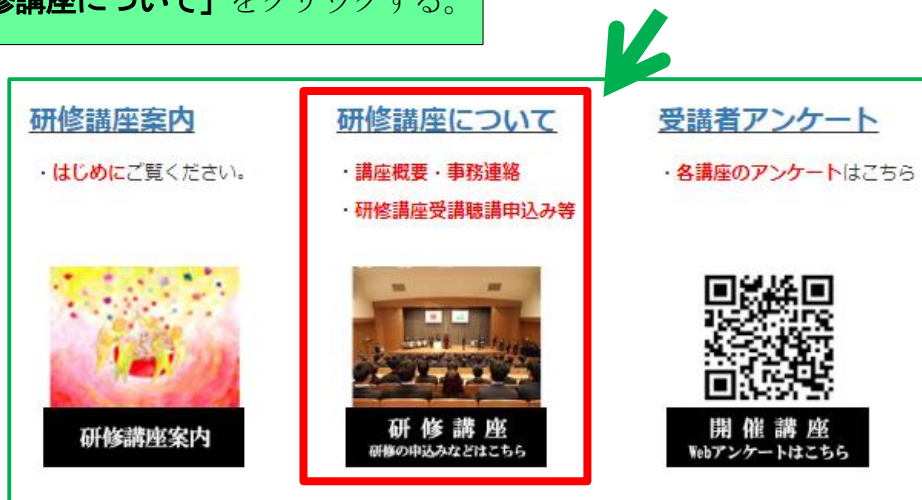 修講座について」をクリックする。
研修講座案内
・はじめにご覧ください。
研修講座案内
研修講座について
・講座概要・事務連絡
・研修講座受講聴講申込み等
研修講座
研修の申込みなどはこちら
受講者アンケート
・各講座のアンケートはこちら
開催講座
Webアンケートはこちら